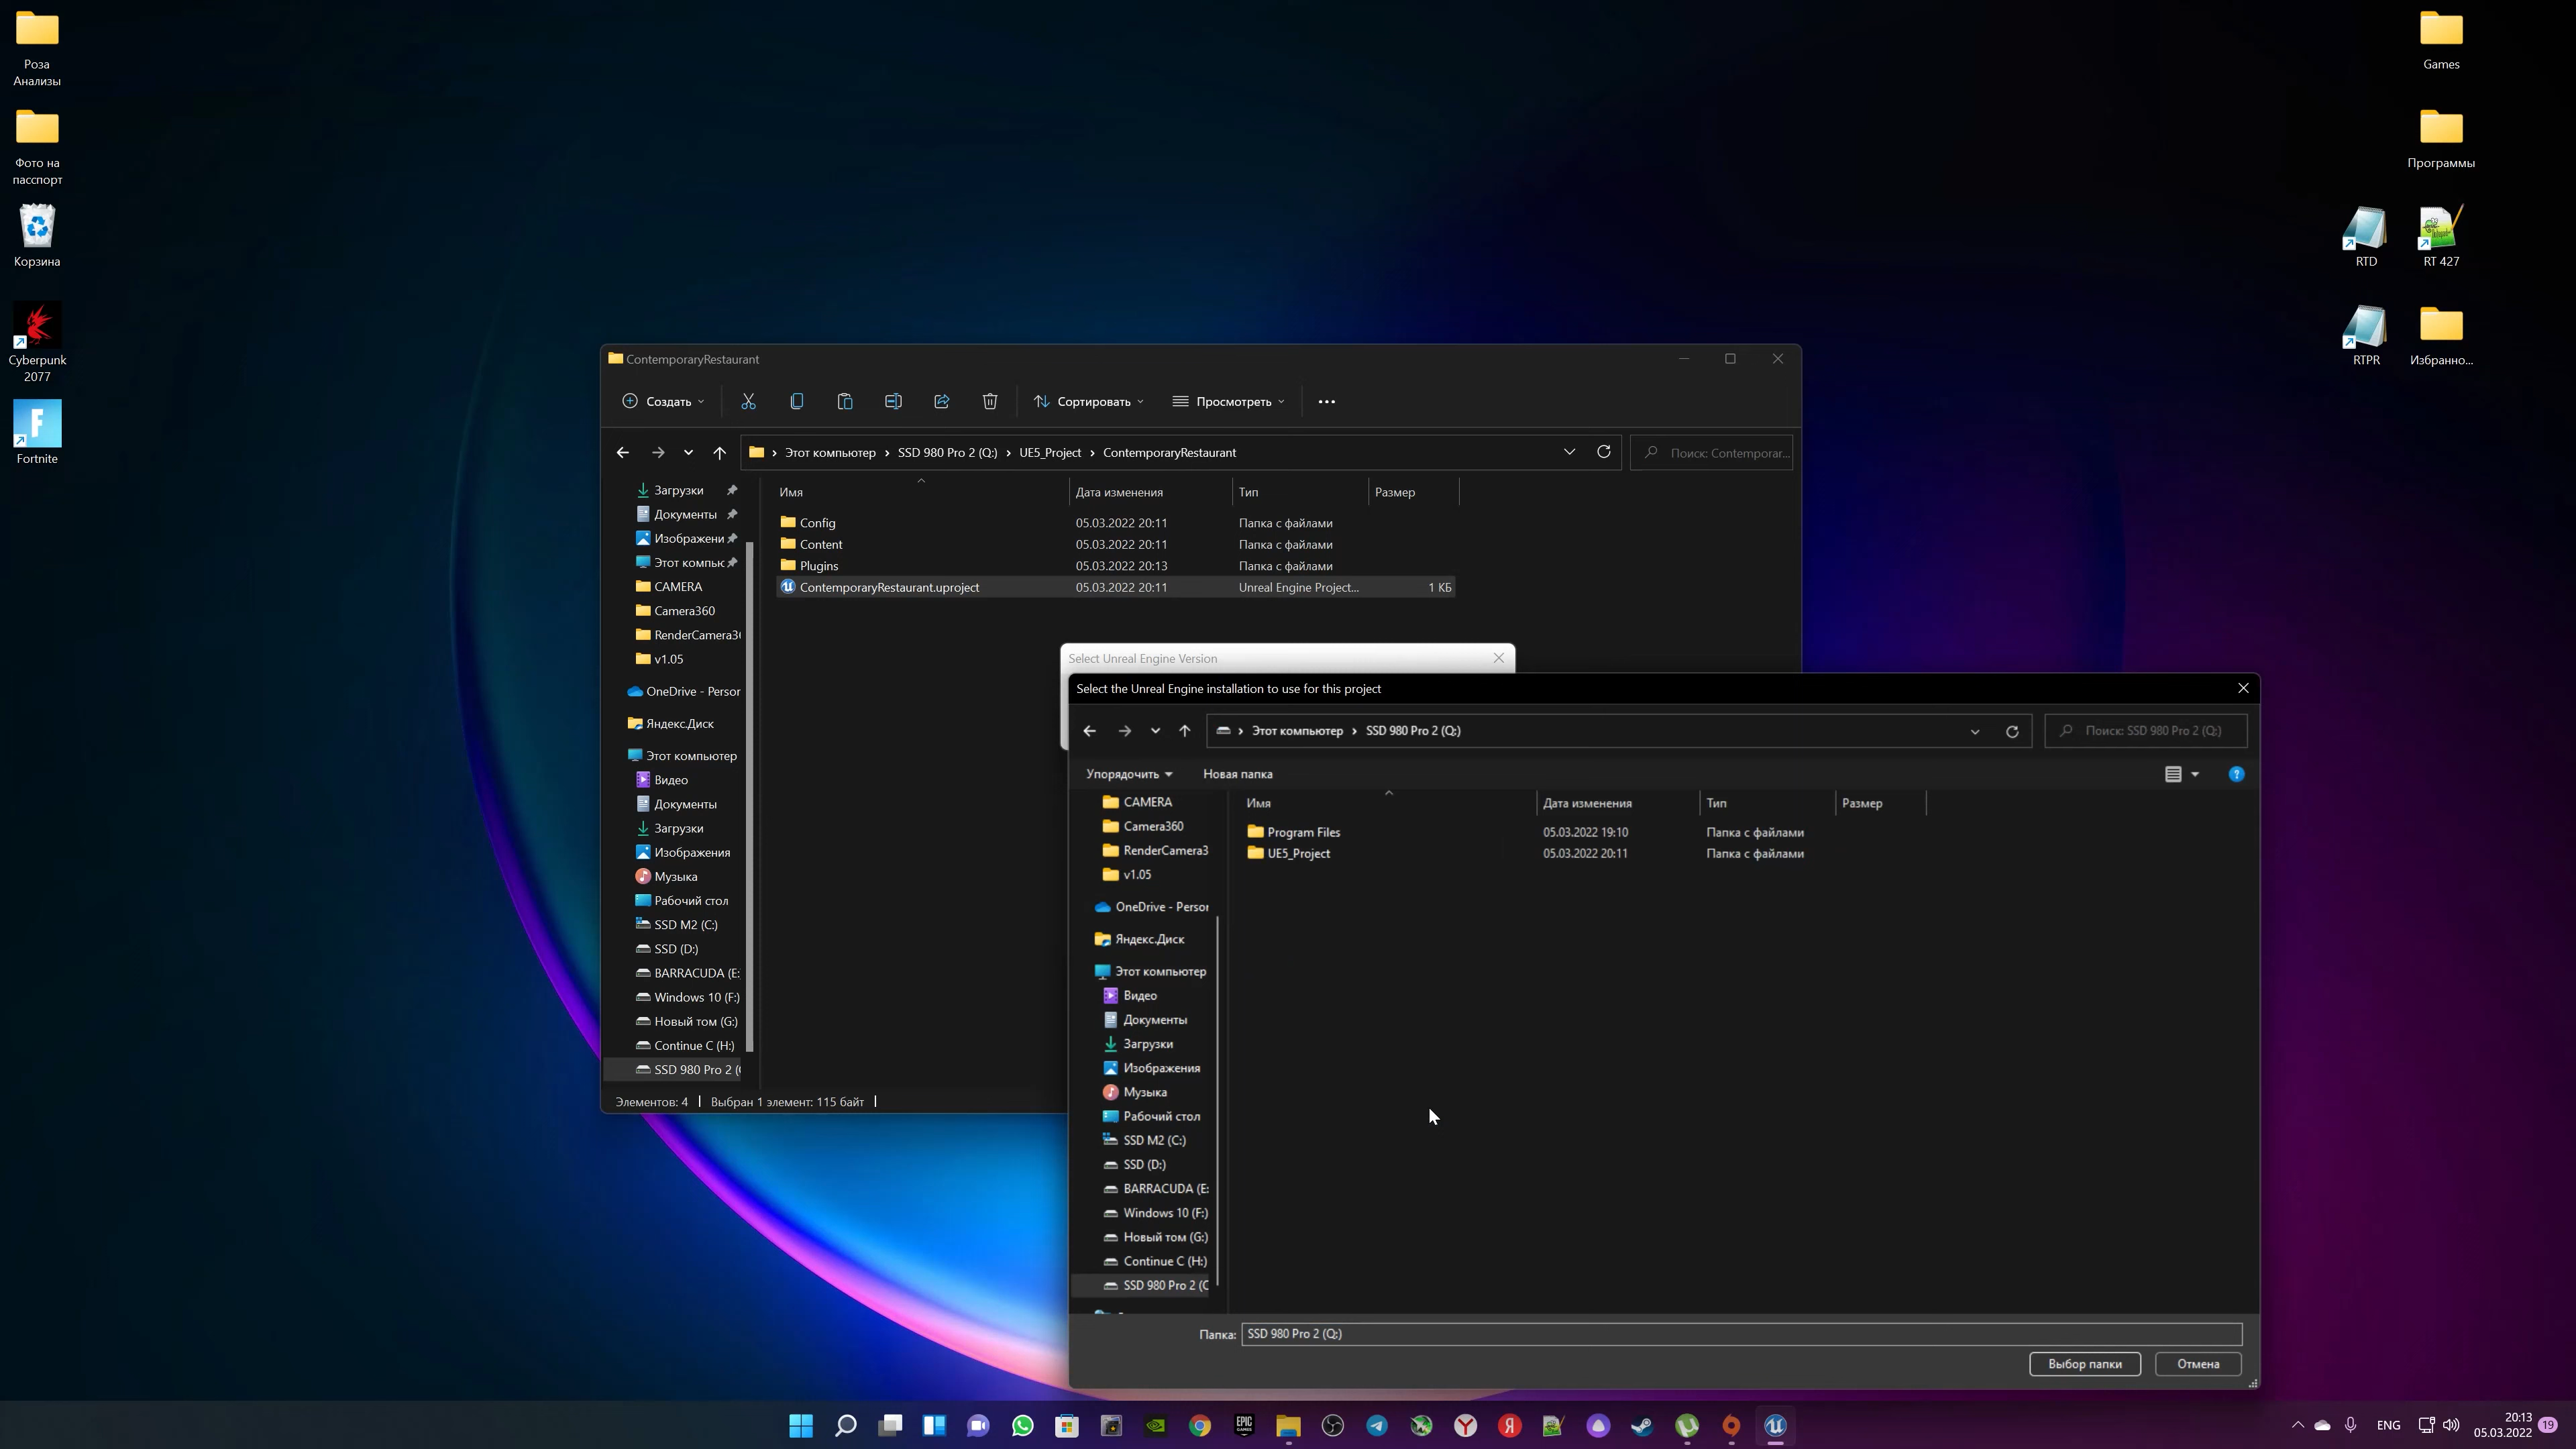 Роза
Анализы
Фото на
паспорт
Корзина
Cyberpunk
2077
Fortnite
Games
Программы
RTD
RT 427
RTPR
Избранно...
ContemporaryRestaurant
Создать
Сортировать
Просмотреть
Этот компьютер
SSD 980 Pro 2 (Q:)
UE5_Project
ContemporaryRestaurant
Поиск: Contemporar...
Загрузки
Документы
Изображени
Этот компьк
CAMERA
Camera360
RenderCamera3
v1.05
OneDrive - Person
Яндекс.Диск
Этот компьютер
Видео
Документы
Загрузки
Изображения
Музыка
Рабочий стол
SSD M2 (C:)
SSD (D:)
BARRACUDA (E:
Windows 10 (F:)
Новый том (G:)
Continue C (H:)
SSD 980 Pro 2 (
Имя Дата изменения Тип Размер
Config 05.03.2022 20:11 Папка с файлами
Content 05.03.2022 20:11 Папка с файлами
Plugins 05.03.2022 20:13 Папка с файлами
ContemporaryRestaurant.uproject 05.03.2022 20:11 Unreal Engine Project... 1 КБ
Элементов: 4 Выбран 1 элемент: 115 байт
Select Unreal Engine Version
Select the Unreal Engine installation to use for this project
Этот компьютер
SSD 980 Pro 2 (Q:)
Поиск: SSD 980 Pro 2 (Q:)
Упорядочить
Новая папка
CAMERA
Camera360
RenderCamera3
v1.05
OneDrive - Person
Яндекс.Диск
Этот компьютер
Видео
Документы
Загрузки
Изображения
Музыка
Рабочий стол
SSD M2 (C:)
SSD (D:)
BARRACUDA (E:
Windows 10 (F:)
Новый том (G:)
Continue C (H:)
SSD 980 Pro 2 (
Имя Дата изменения Тип Размер
Program Files 05.03.2022 19:10 Папка с файлами
UE5_Project 05.03.2022 20:11 Папка с файлами
Папка: SSD 980 Pro 2 (Q:)
Выбор папки
Отмена
EPIC
GAMES
ENG
20:13
05.03.2022
19